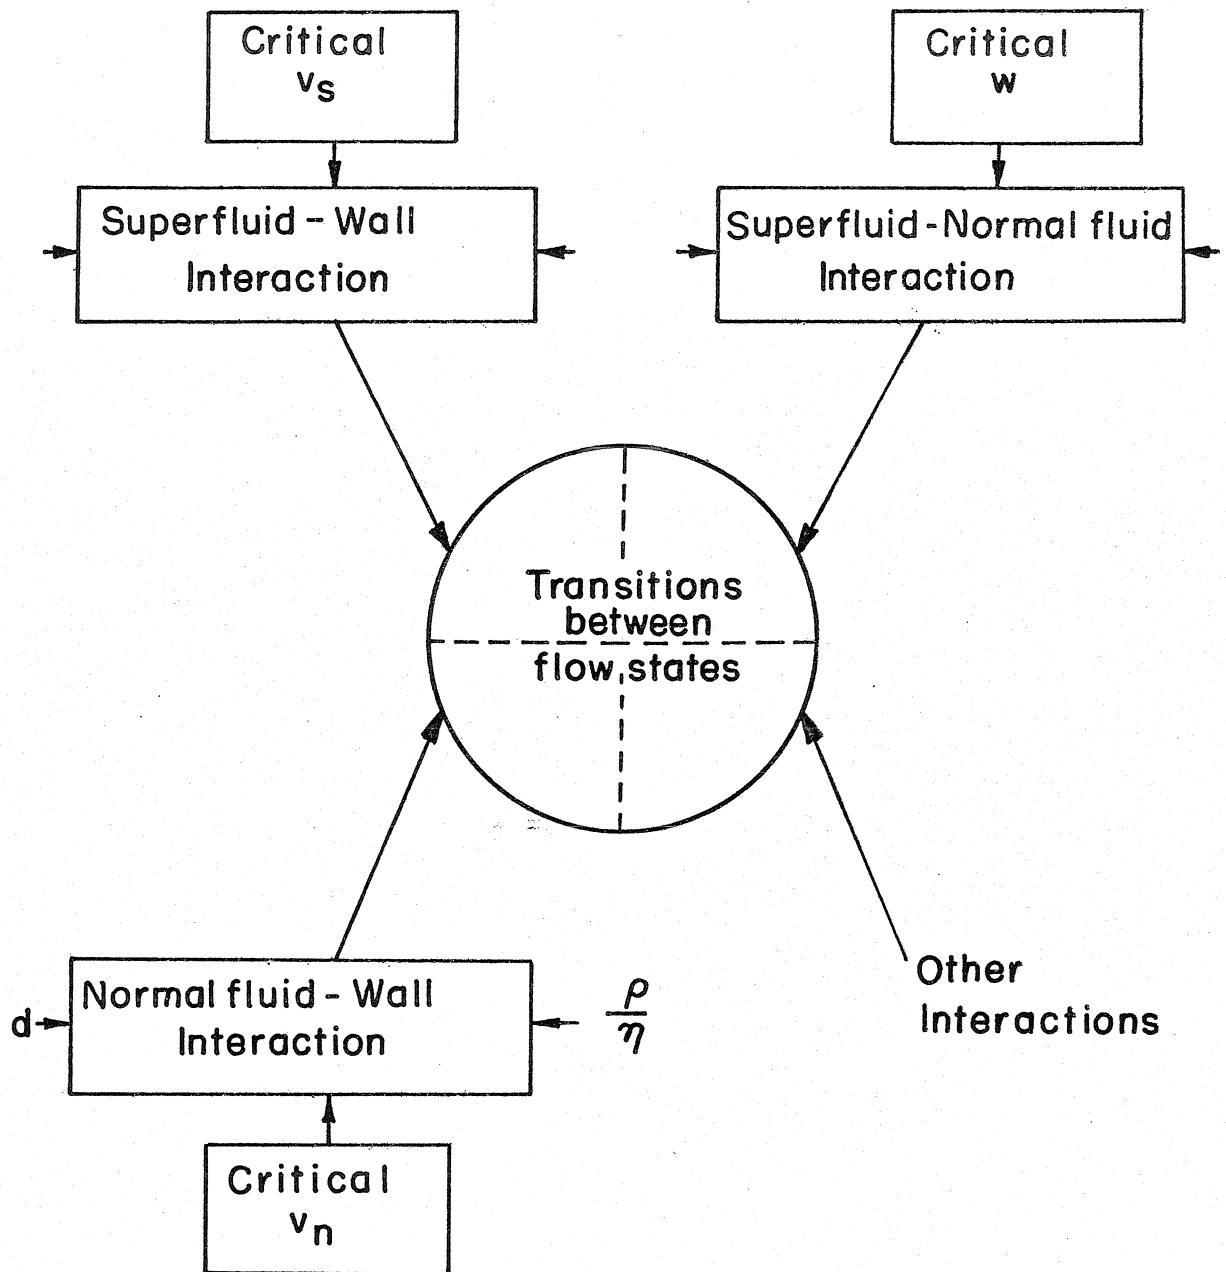 Critical
vs
Critical
w
Superfluid - Wall
Interaction
Superfluid - Normal fluid
Interaction
Transitions
between
flow states
Normal fluid - Wall
Interaction
d
ρ
η
Other
Interactions
Critical
vn